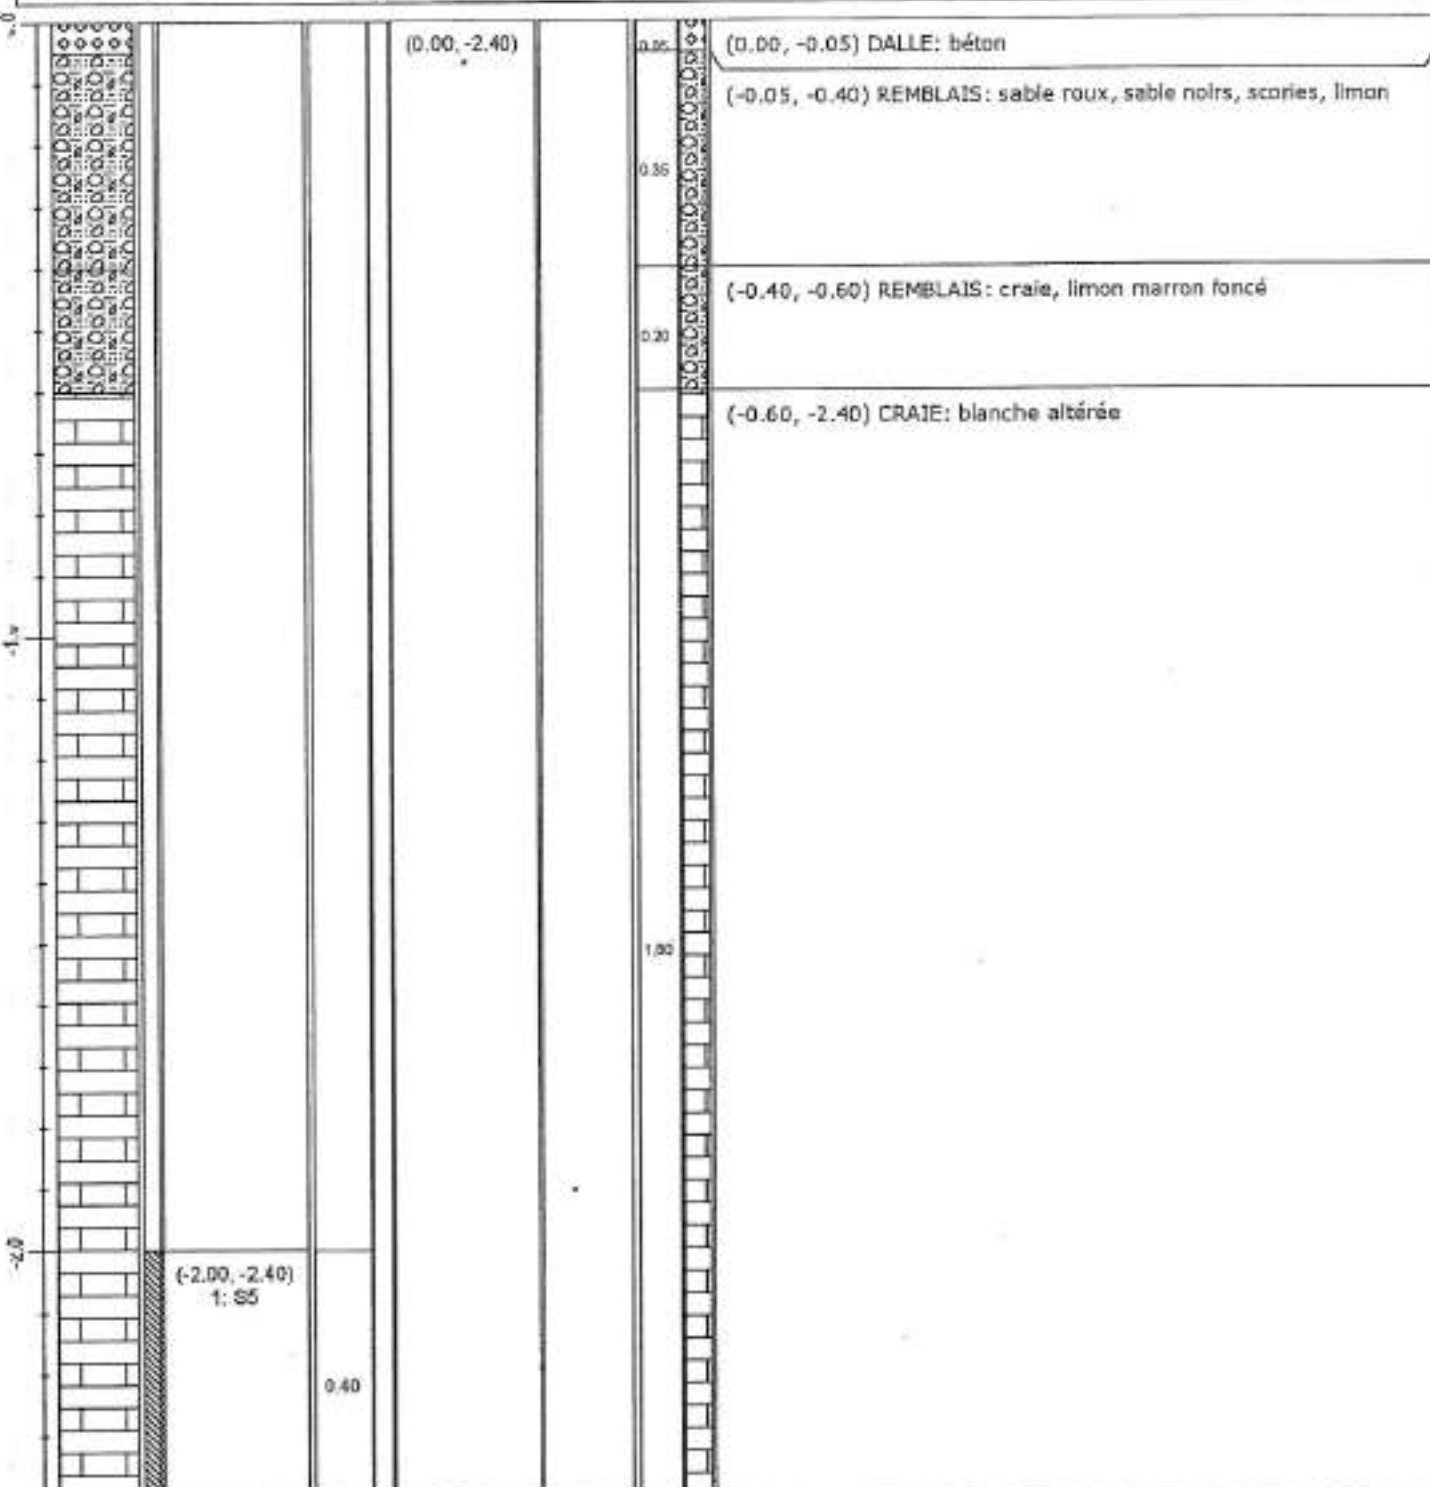 (0.00, -2.40)
0.05
(0.00, -0.05) DALLE: béton
(-0.05, -0.40) REMBLAIS: sable roux, sable noirs, scories, limon
0.35
(-0.40, -0.60) REMBLAIS: craie, limon marron foncé
0.20
(-0.60, -2.40) CRAIE: blanche altérée
1.80
-2.0
(-2.00, -2.40)
1: S5
0.40